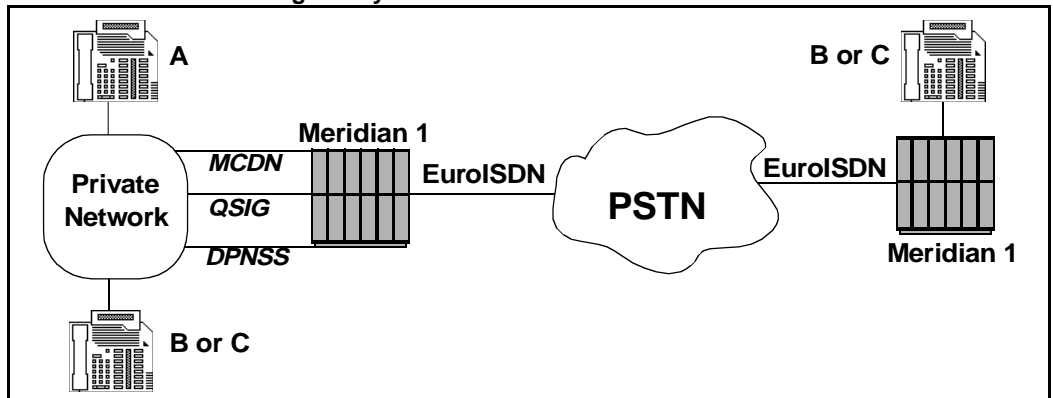 A
B or C
Meridian 1
MCDN
EuroISDN
EuroISDN
Private
Network
QSIG
PSTN
DPNSS
Meridian 1
B or C